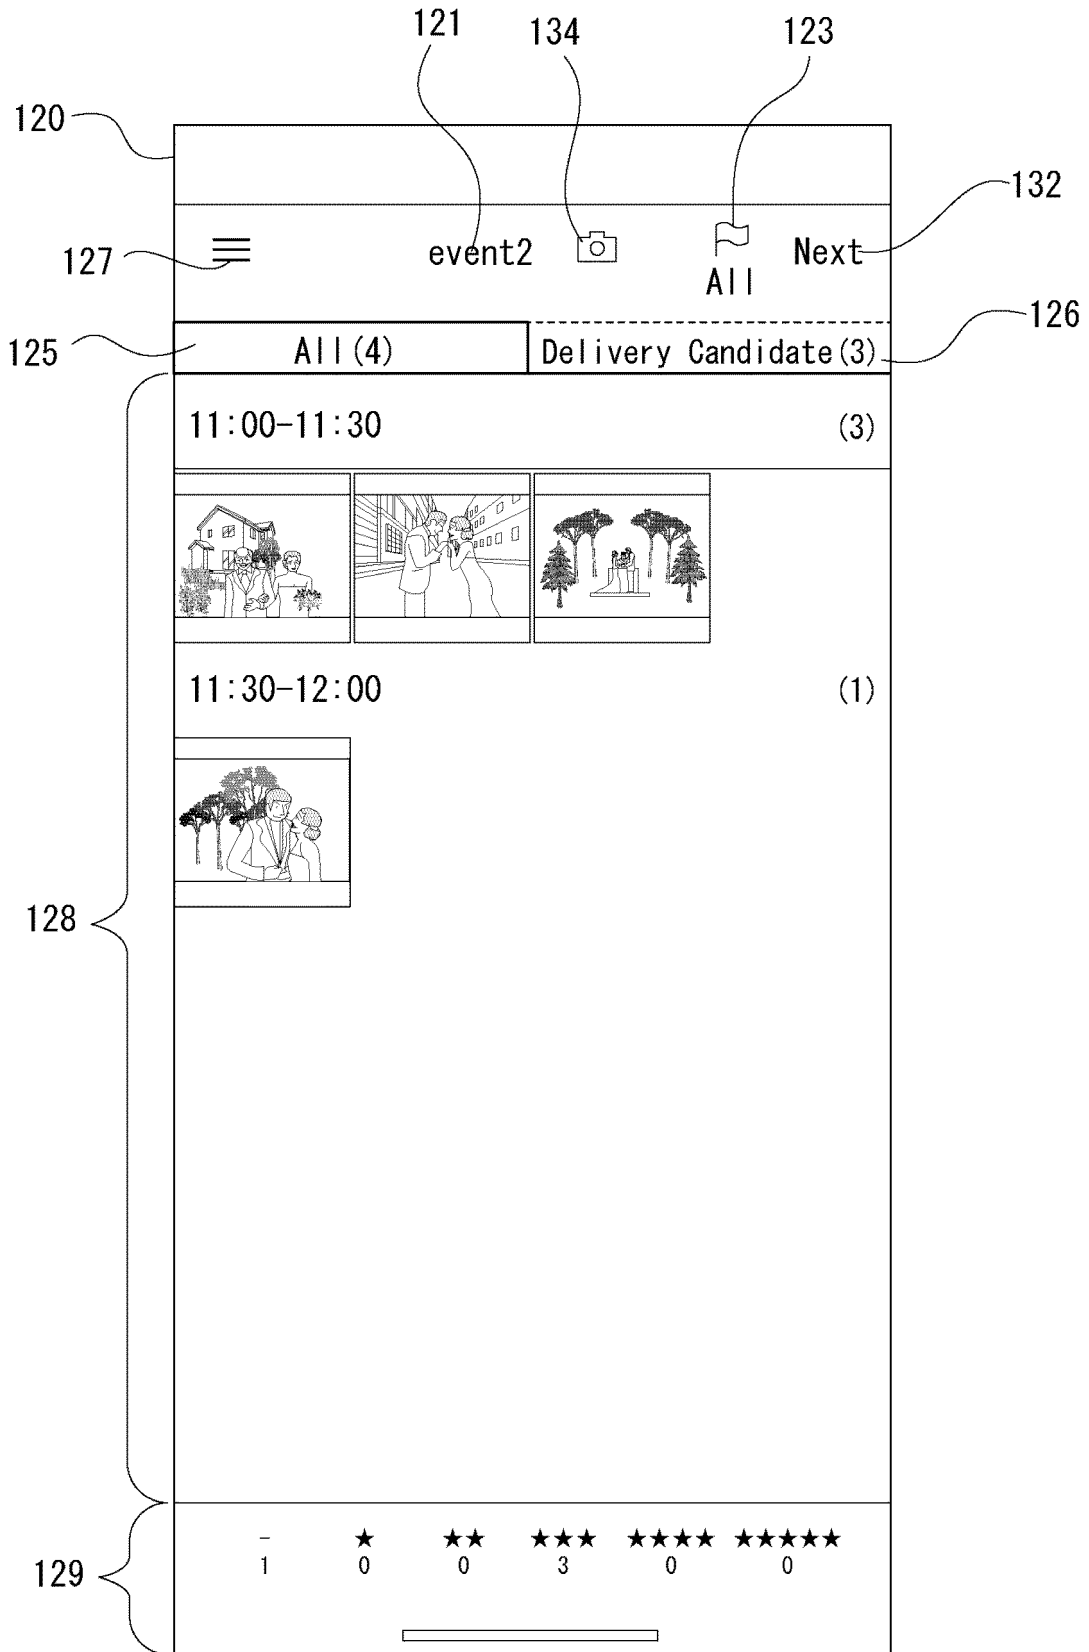 121
134
123
120
132
127
event2
Next
All
126
125
All(4)
Delivery Candidate(3)
11:00-11:30
(3)
11:30-12:00
(1)
128
- ★ ★★ ★★★ ★★★★ ★★★★★
1 0 0 3 0 0
129